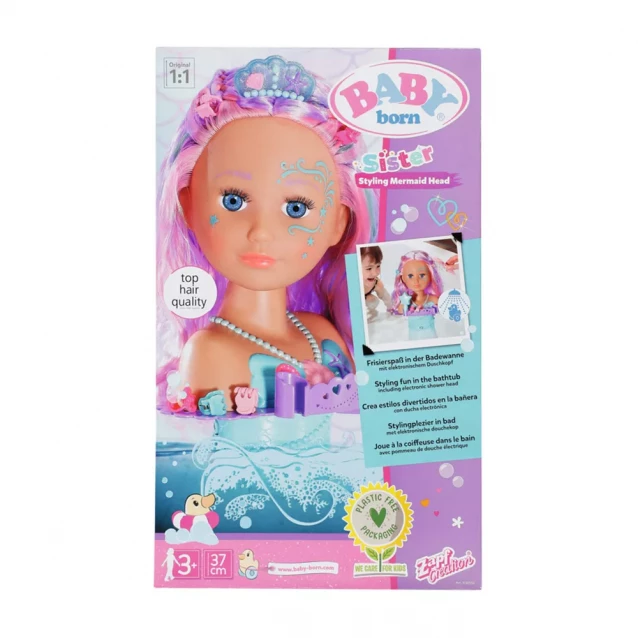 Original
1:1
BABY
born
®
Sister
Styling Mermaid Head
top
hair
quality
Frisierspaß in der Badewanne
mit elektronischem Duschkopf
Styling fun in the bathtub
including electronic shower head
Crea estilos divertidos en la bañera
con ducha electrónica
Stylingplezier in bad
met elektronische douchekop
Joue à la coiffeuse dans le bain
avec pommeau de douche électrique
PLASTIC FREE
PACKAGING
WE CARE FOR KIDS
3+
37
cm
www.baby-born.com
Zapf
Creation